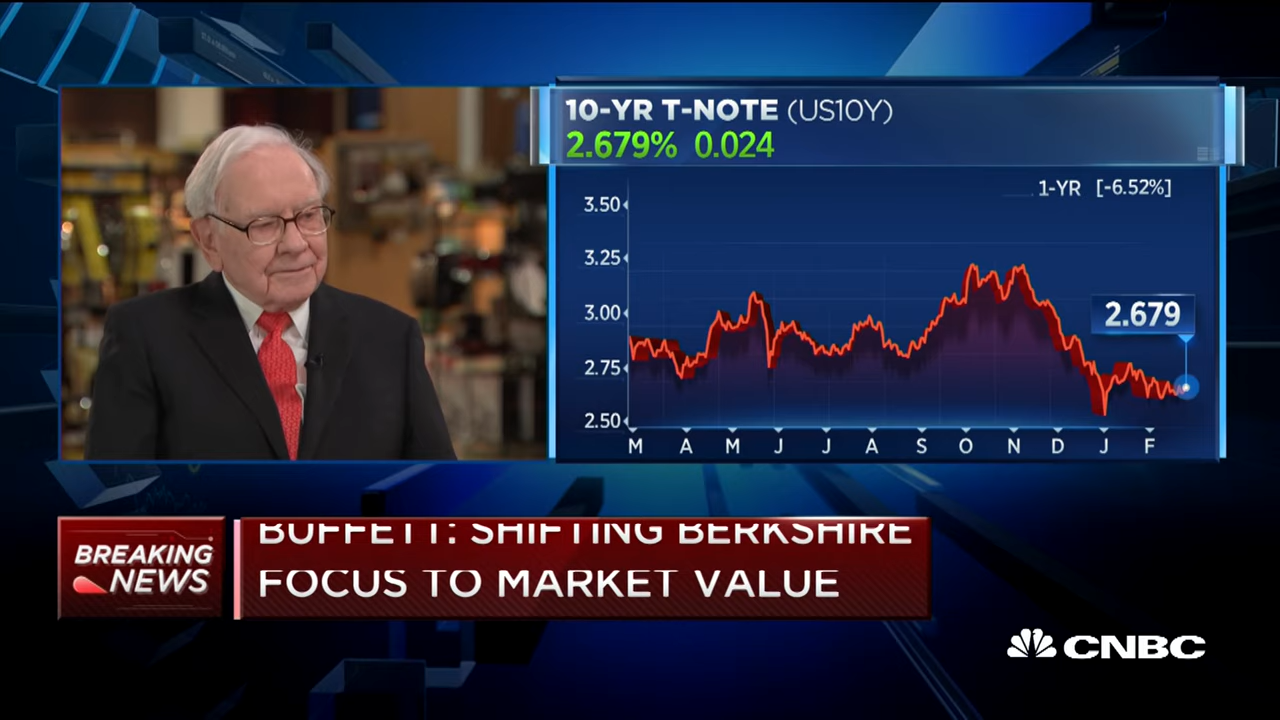 10-YR T-NOTE (US10Y)
2.679% 0.024
1-YR [-6.52%]
3.50
3.25
3.00
2.75
2.50
2.679
M A M J J A S O N D J F
BREAKING
NEWS
BUFFETT: SHIFTING BERKSHIRE
FOCUS TO MARKET VALUE
CNBC